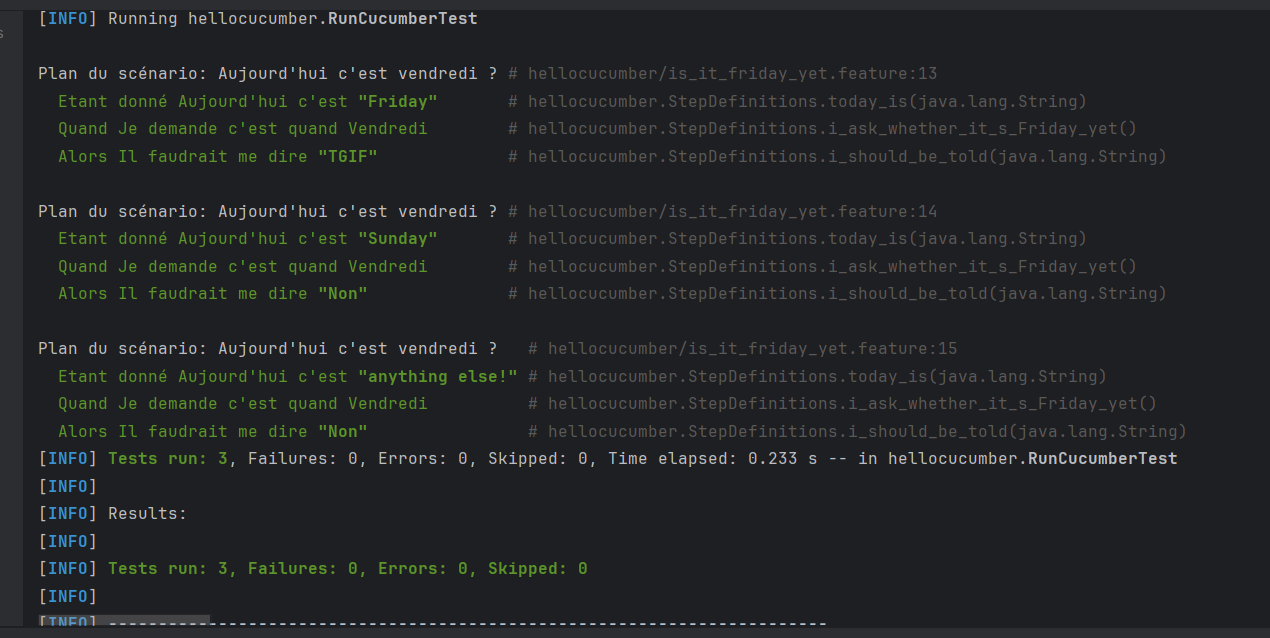 [INFO] Running hellocucumber.RunCucumberTest
Plan du scénario: Aujourd'hui c'est vendredi ? # hellocucumber/is_it_friday_yet.feature:13
Etant donné Aujourd'hui c'est "Friday" # hellocucumber.StepDefinitions.today_is(java.lang.String)
Quand Je demande c'est quand Vendredi # hellocucumber.StepDefinitions.i_ask_whether_it_s_Friday_yet()
Alors Il faudrait me dire "TGIF" # hellocucumber.StepDefinitions.i_should_be_told(java.lang.String)
Plan du scénario: Aujourd'hui c'est vendredi ? # hellocucumber/is_it_friday_yet.feature:14
Etant donné Aujourd'hui c'est "Sunday" # hellocucumber.StepDefinitions.today_is(java.lang.String)
Quand Je demande c'est quand Vendredi # hellocucumber.StepDefinitions.i_ask_whether_it_s_Friday_yet()
Alors Il faudrait me dire "Non" # hellocucumber.StepDefinitions.i_should_be_told(java.lang.String)
Plan du scénario: Aujourd'hui c'est vendredi ? # hellocucumber/is_it_friday_yet.feature:15
Etant donné Aujourd'hui c'est "anything else!" # hellocucumber.StepDefinitions.today_is(java.lang.String)
Quand Je demande c'est quand Vendredi # hellocucumber.StepDefinitions.i_ask_whether_it_s_Friday_yet()
Alors Il faudrait me dire "Non" # hellocucumber.StepDefinitions.i_should_be_told(java.lang.String)
[INFO] Tests run: 3, Failures: 0, Errors: 0, Skipped: 0, Time elapsed: 0.233 s -- in hellocucumber.RunCucumberTest
[INFO]
[INFO] Results:
[INFO]
[INFO] Tests run: 3, Failures: 0, Errors: 0, Skipped: 0
[INFO]
[INFO] ------------------------------------------------------------------------